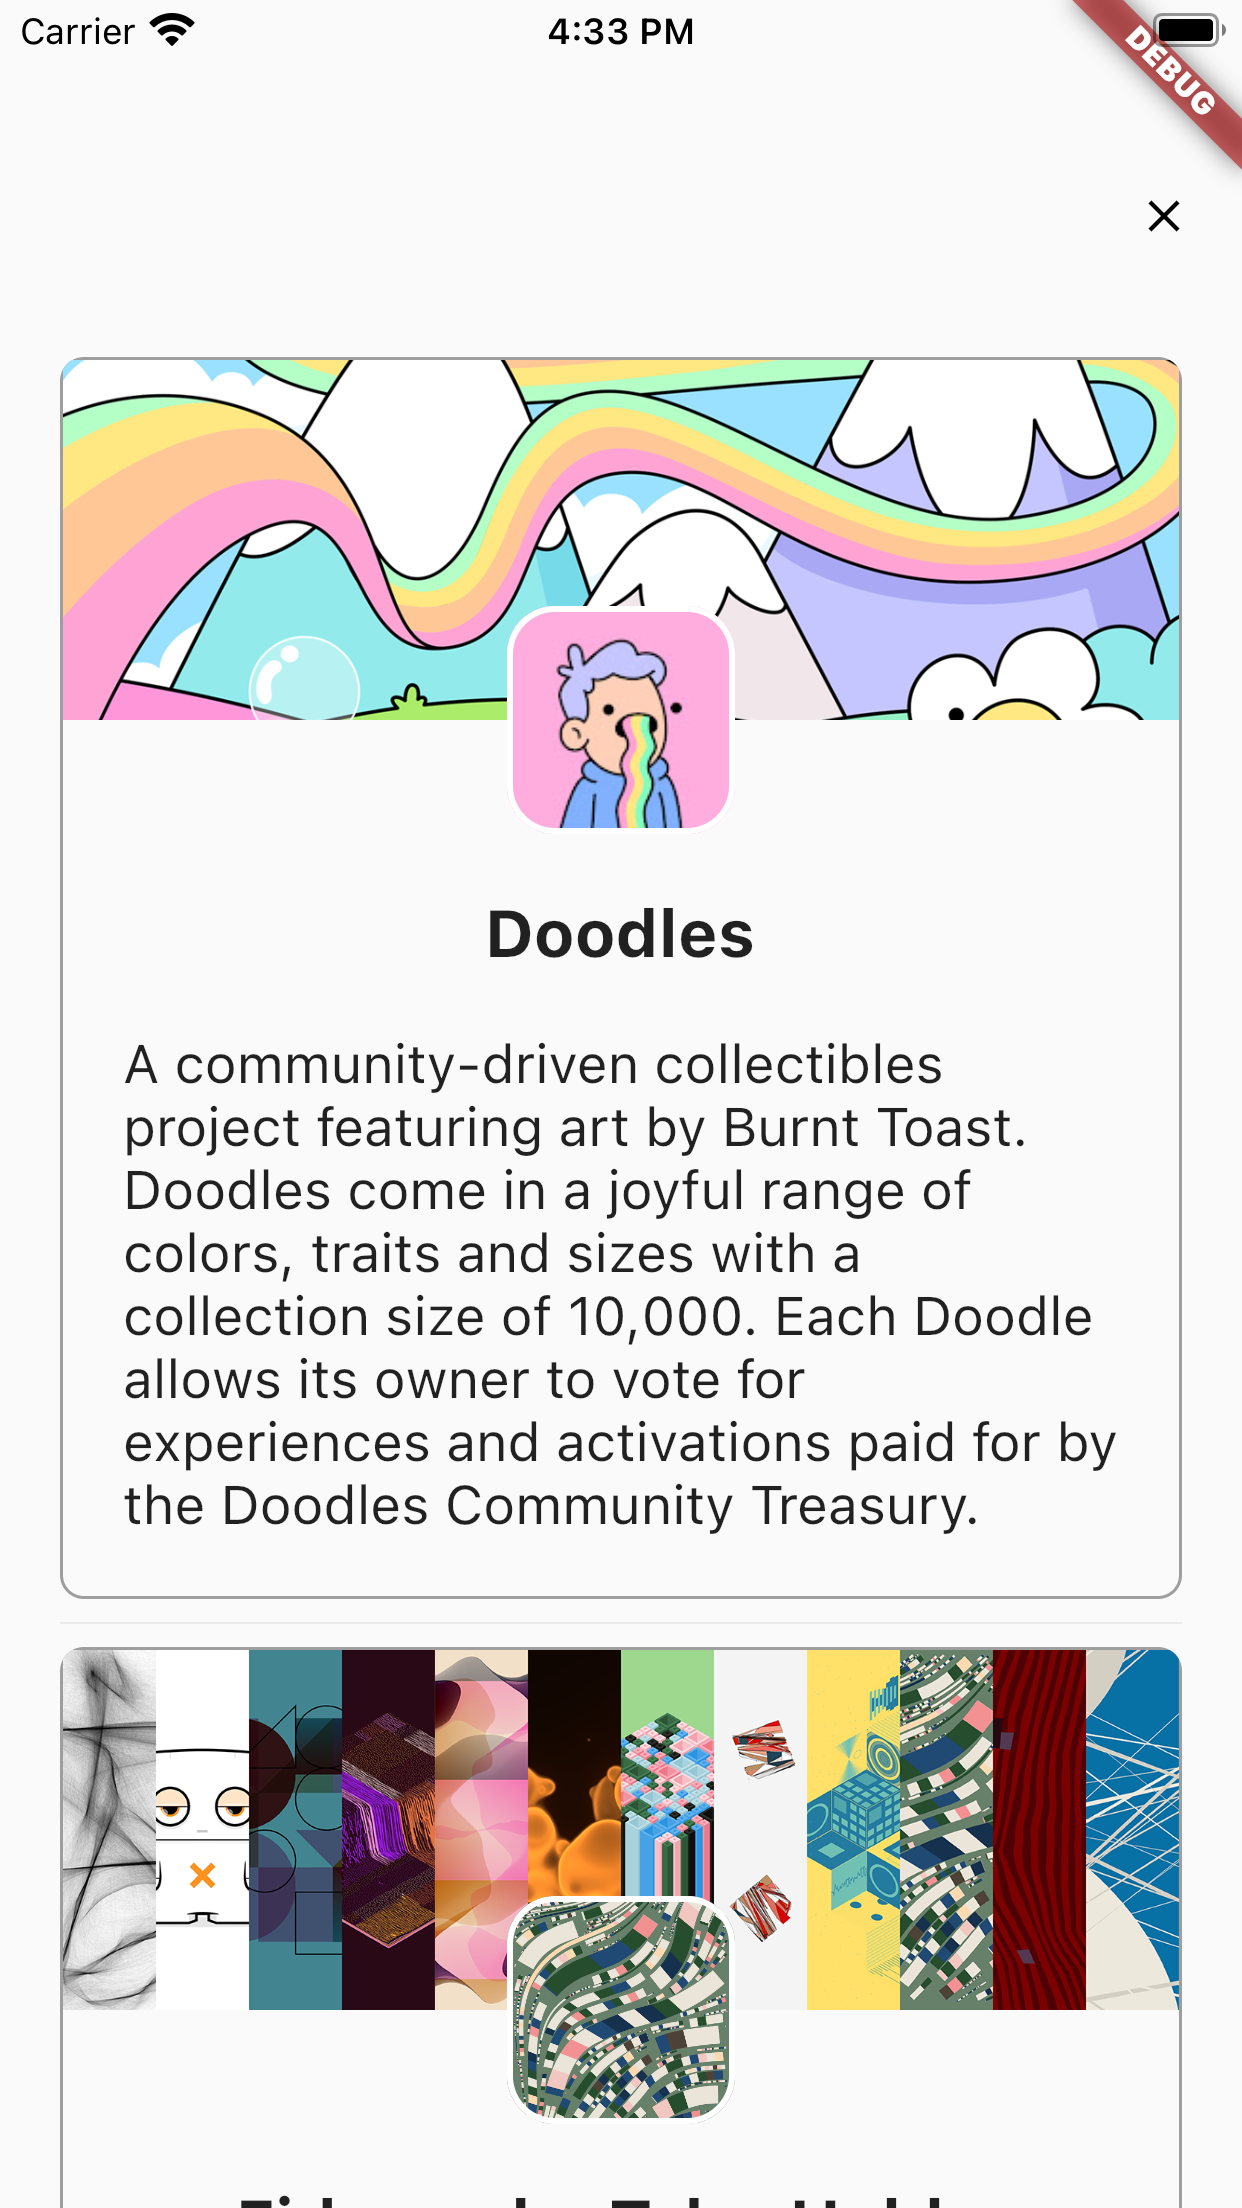 Carrier
4:33 PM
DEBUG
Doodles
A community-driven collectibles
project featuring art by Burnt Toast.
Doodles come in a joyful range of
colors, traits and sizes with a
collection size of 10,000. Each Doodle
allows its owner to vote for
experiences and activations paid for by
the Doodles Community Treasury.